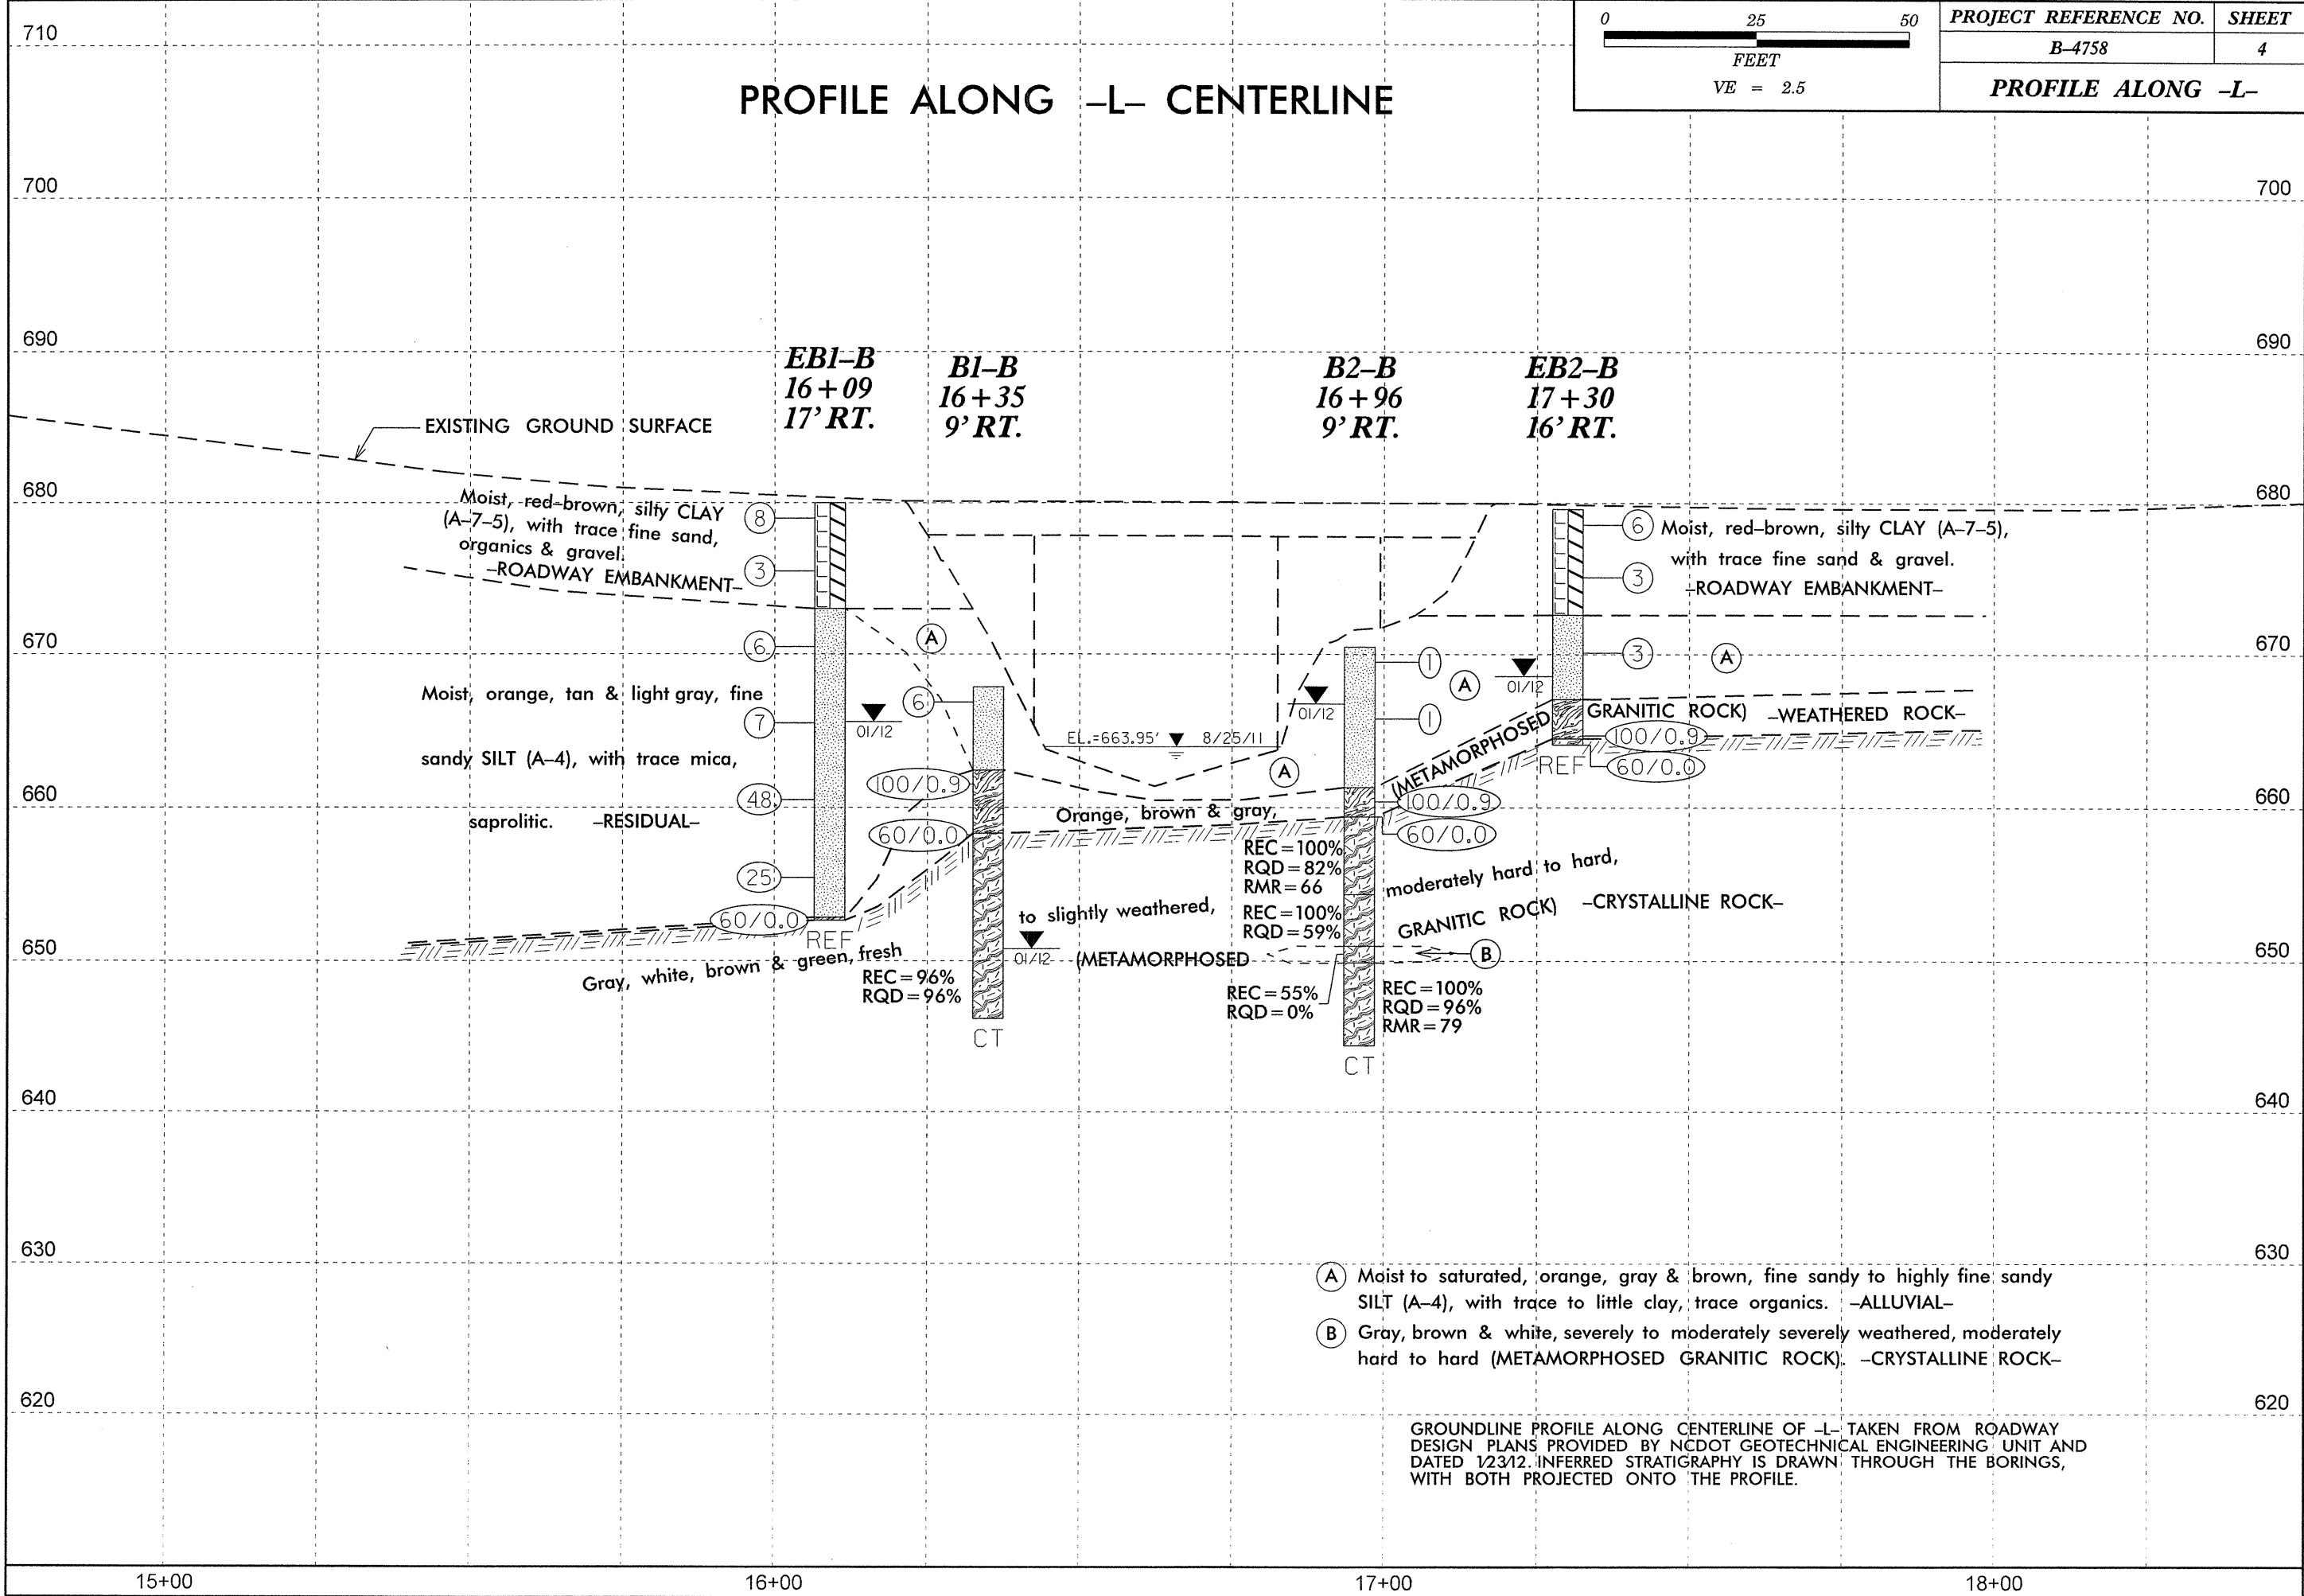 0 25 50
FEET
VE = 2.5
PROJECT REFERENCE NO. SHEET
B–4758 4
PROFILE ALONG –L–
PROFILE ALONG –L– CENTERLINE
710
700 700
690 690
EB1–B
16+09
17' RT.
B1–B
16+35
9' RT.
B2–B
16+96
9' RT.
EB2–B
17+30
16' RT.
EXISTING GROUND SURFACE
680 680
Moist, red–brown, silty CLAY
(A–7–5), with trace fine sand,
organics & gravel.
–ROADWAY EMBANKMENT–
8
3
6 Moist, red–brown, silty CLAY (A–7–5),
with trace fine sand & gravel.
3 –ROADWAY EMBANKMENT–
670 670
6
A
1
A
3
A
01/12
Moist, orange, tan & light gray, fine
6
01/12
7
01/12
1
(METAMORPHOSED GRANITIC ROCK) –WEATHERED ROCK–
EL.=663.95' 8/25/11
100/0.9
REF
60/0.0
sandy SILT (A–4), with trace mica,
A
100/0.9
660 660
48
100/0.9
Orange, brown & gray,
saprolitic. –RESIDUAL–
60/0.0
60/0.0
REC=100%
RQD=82%
RMR=66
moderately hard to hard,
25
to slightly weathered,
REC=100%
RQD=59%
GRANITIC ROCK) –CRYSTALLINE ROCK–
60/0.0
REF
650 650
Gray, white, brown & green, fresh
01/12
(METAMORPHOSED
B
REC=96%
RQD=96%
REC=55%
RQD=0%
REC=100%
RQD=96%
RMR=79
CT
CT
640 640
630 630
A Moist to saturated, orange, gray & brown, fine sandy to highly fine sandy
SILT (A–4), with trace to little clay, trace organics. –ALLUVIAL–
B Gray, brown & white, severely to moderately severely weathered, moderately
hard to hard (METAMORPHOSED GRANITIC ROCK). –CRYSTALLINE ROCK–
620 620
GROUNDLINE PROFILE ALONG CENTERLINE OF –L– TAKEN FROM ROADWAY
DESIGN PLANS PROVIDED BY NCDOT GEOTECHNICAL ENGINEERING UNIT AND
DATED 1/23/12. INFERRED STRATIGRAPHY IS DRAWN THROUGH THE BORINGS,
WITH BOTH PROJECTED ONTO THE PROFILE.
15+00 16+00 17+00 18+00